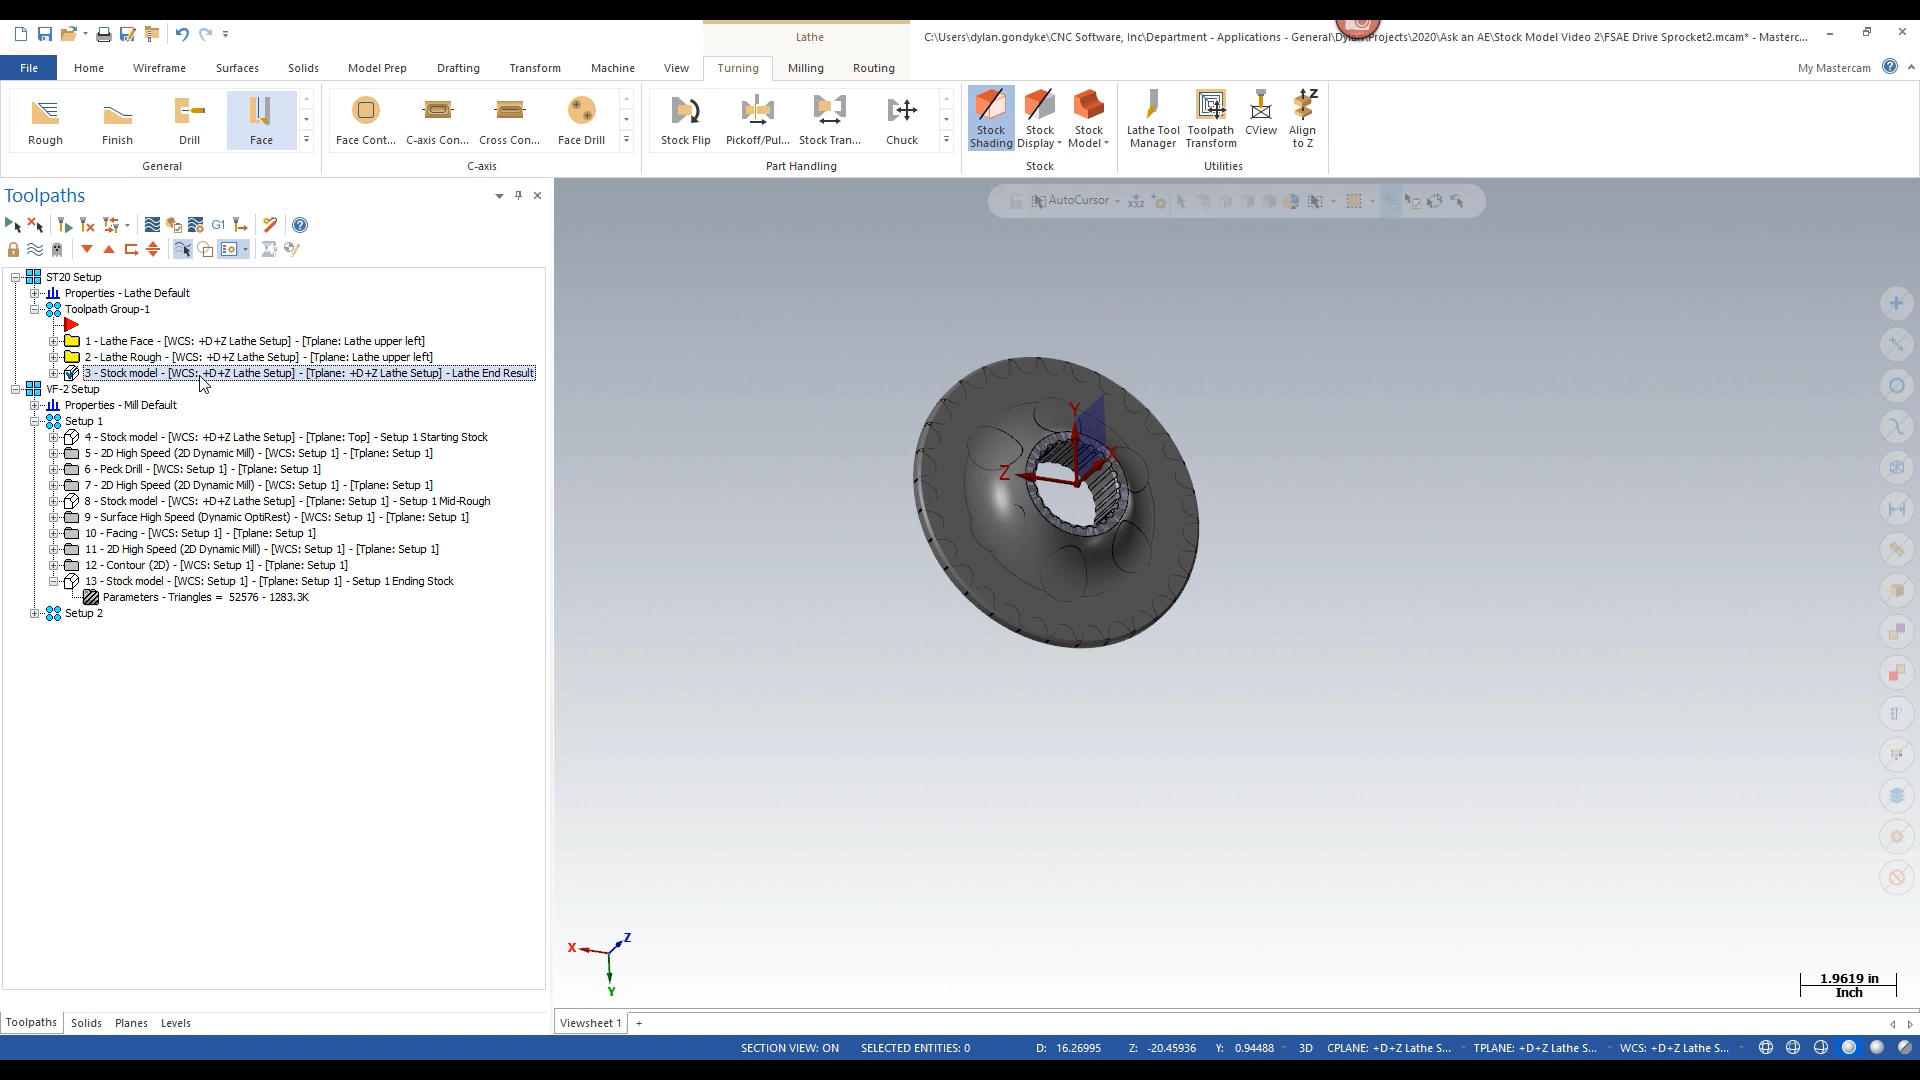 Lathe
C:\Users\dylan.gondyke\CNC Software, Inc\Department - Applications - General\Dylan\Projects\2020\Ask an AE\Stock Model Video 2\FSAE Drive Sprocket2.mcam* - Masterc...
File Home Wireframe Surfaces Solids Model Prep Drafting Transform Machine View Turning Milling Routing My Mastercam
Rough Finish Drill Face Face Cont... C-axis Con... Cross Con... Face Drill Stock Flip Pickoff/Pul... Stock Tran... Chuck Stock Shading Stock Display Stock Model Lathe Tool Manager Toolpath Transform CView Align to Z
General C-axis Part Handling Stock Utilities
Toolpaths
AutoCursor
G1
ST20 Setup
Properties - Lathe Default
Toolpath Group-1
1 - Lathe Face - [WCS: +D+Z Lathe Setup] - [Tplane: Lathe upper left]
2 - Lathe Rough - [WCS: +D+Z Lathe Setup] - [Tplane: Lathe upper left]
3 - Stock model - [WCS: +D+Z Lathe Setup] - [Tplane: +D+Z Lathe Setup] - Lathe End Result
VF-2 Setup
Properties - Mill Default
Setup 1
4 - Stock model - [WCS: +D+Z Lathe Setup] - [Tplane: Top] - Setup 1 Starting Stock
5 - 2D High Speed (2D Dynamic Mill) - [WCS: Setup 1] - [Tplane: Setup 1]
6 - Peck Drill - [WCS: Setup 1] - [Tplane: Setup 1]
7 - 2D High Speed (2D Dynamic Mill) - [WCS: Setup 1] - [Tplane: Setup 1]
8 - Stock model - [WCS: +D+Z Lathe Setup] - [Tplane: Setup 1] - Setup 1 Mid-Rough
9 - Surface High Speed (Dynamic OptiRest) - [WCS: Setup 1] - [Tplane: Setup 1]
10 - Facing - [WCS: Setup 1] - [Tplane: Setup 1]
11 - 2D High Speed (2D Dynamic Mill) - [WCS: Setup 1] - [Tplane: Setup 1]
12 - Contour (2D) - [WCS: Setup 1] - [Tplane: Setup 1]
13 - Stock model - [WCS: Setup 1] - [Tplane: Setup 1] - Setup 1 Ending Stock
Parameters - Triangles = 52576 - 1283.3K
Setup 2
Y
X
Z
X
Z
Y
1.9619 in
Inch
Toolpaths Solids Planes Levels
Viewsheet 1 +
SECTION VIEW: ON SELECTED ENTITIES: 0 D: 16.26995 Z: -20.45936 Y: 0.94488 3D CPLANE: +D+Z Lathe S... TPLANE: +D+Z Lathe S... WCS: +D+Z Lathe S...